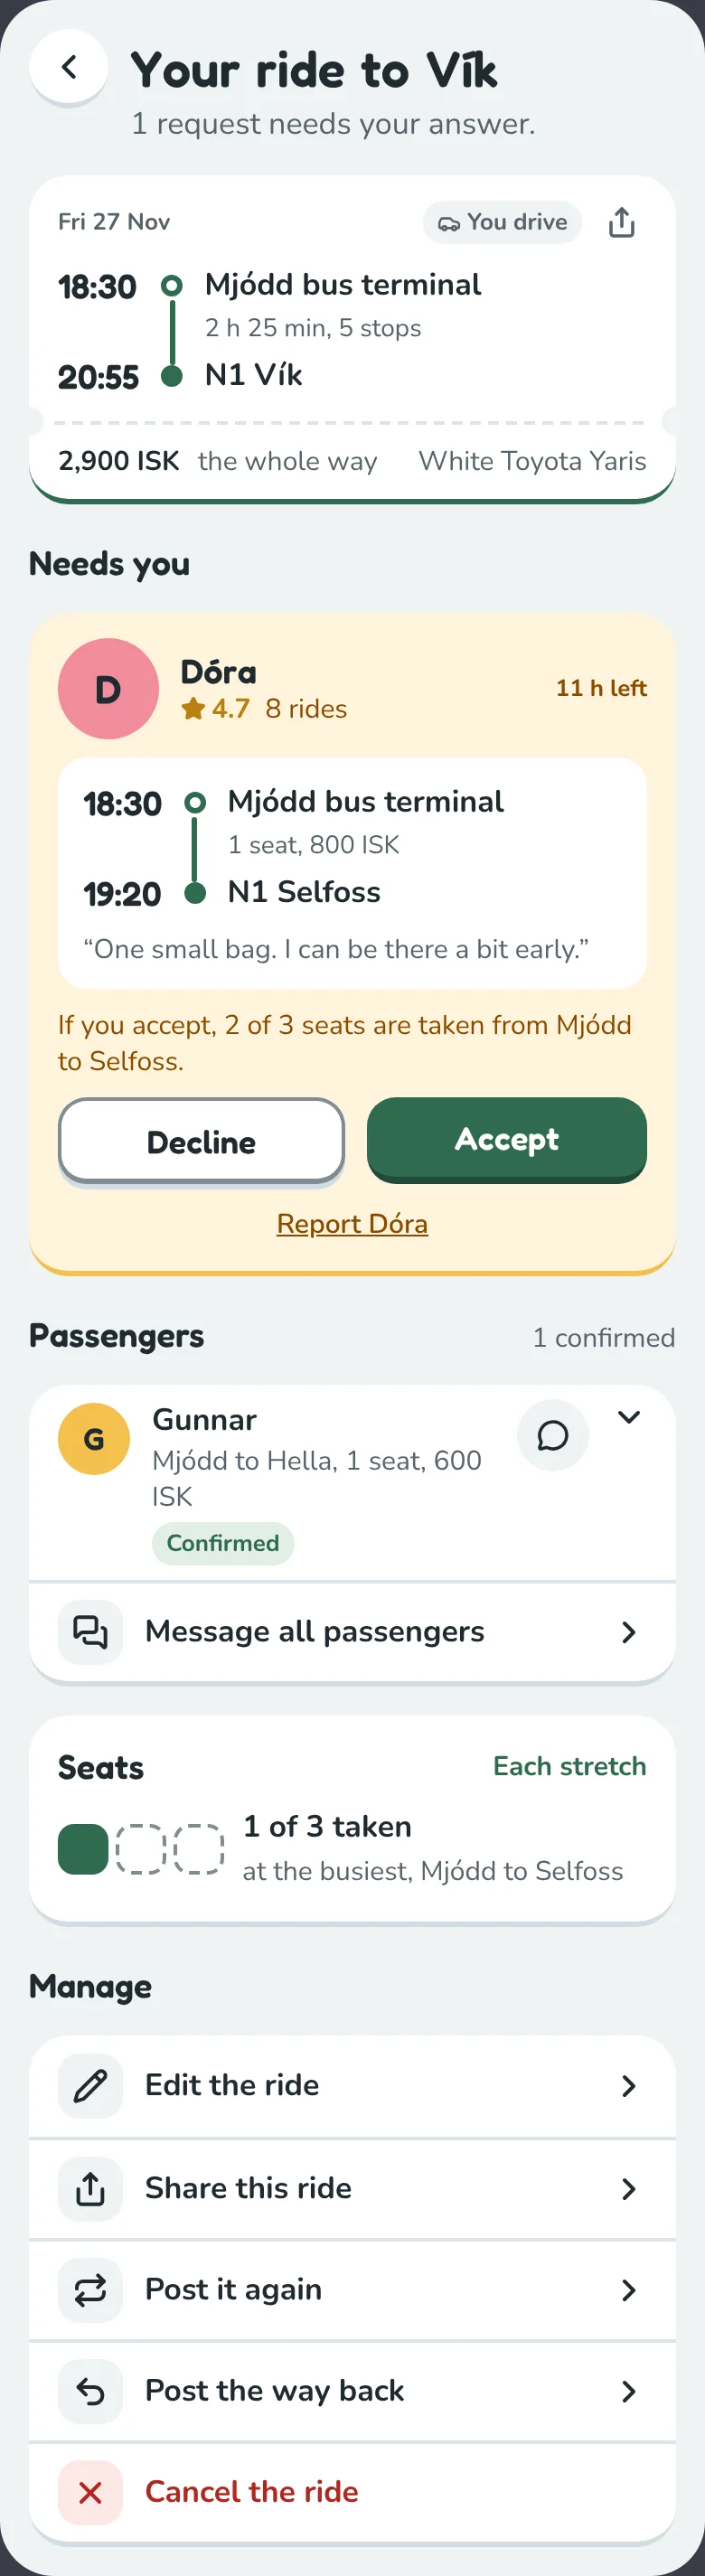 Your ride to Vík
1 request needs your answer.
Fri 27 Nov
You drive
18:30
Mjódd bus terminal
2 h 25 min, 5 stops
20:55
N1 Vík
2,900 ISK the whole way
White Toyota Yaris
Needs you
D
Dóra
4.7 8 rides
11 h left
18:30
Mjódd bus terminal
1 seat, 800 ISK
19:20
N1 Selfoss
“One small bag. I can be there a bit early.”
If you accept, 2 of 3 seats are taken from Mjódd
to Selfoss.
Decline
Accept
Report Dóra
Passengers
1 confirmed
G
Gunnar
Mjódd to Hella, 1 seat, 600
ISK
Confirmed
Message all passengers
Seats
Each stretch
1 of 3 taken
at the busiest, Mjódd to Selfoss
Manage
Edit the ride
Share this ride
Post it again
Post the way back
Cancel the ride